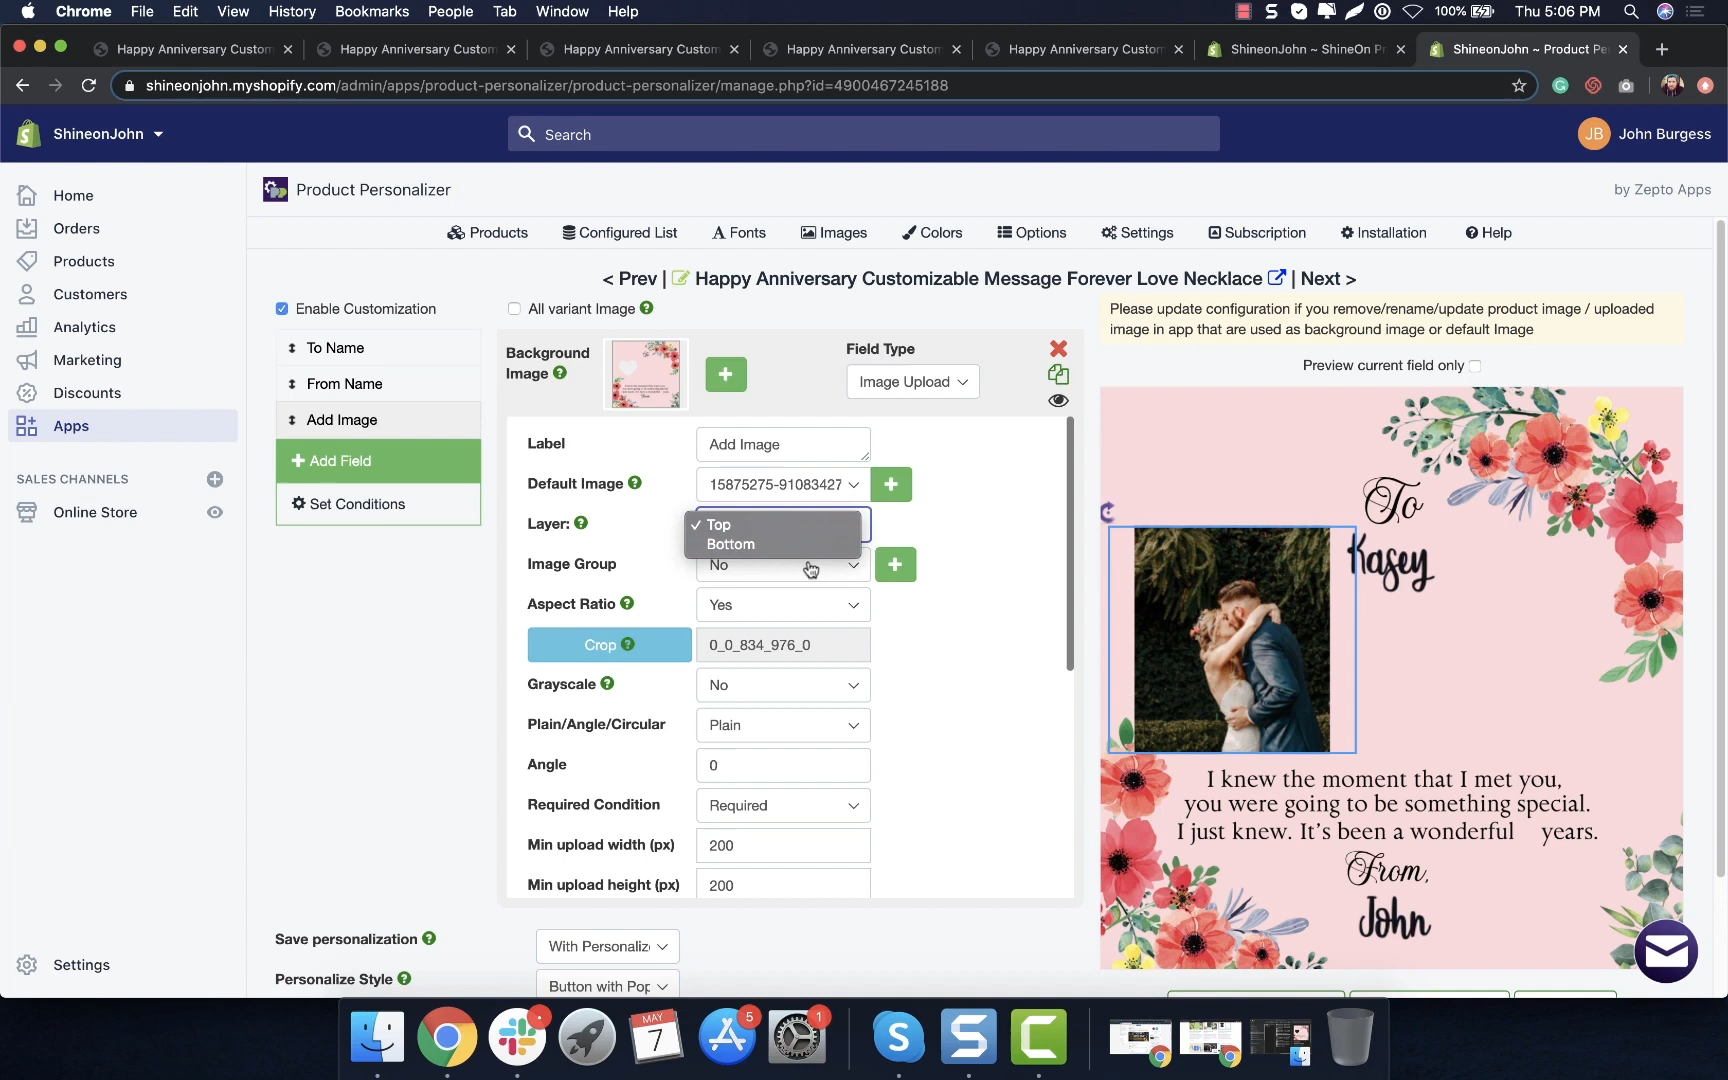 Chrome File Edit View History Bookmarks People Tab Window Help 100% Thu 5:06 PM
Happy Anniversary Custom Happy Anniversary Custom Happy Anniversary Custom Happy Anniversary Custom Happy Anniversary Custom ShineonJohn ~ ShineOn Pr ShineonJohn ~ Product Pe
shineonjohn.myshopify.com/admin/apps/product-personalizer/product-personalizer/manage.php?id=4900467245188
ShineonJohn Search JB John Burgess
Home
Orders
Products
Customers
Analytics
Marketing
Discounts
Apps
SALES CHANNELS
Online Store
Settings
Product Personalizer by Zepto Apps
Products Configured List Fonts Images Colors Options Settings Subscription Installation Help
< Prev | Happy Anniversary Customizable Message Forever Love Necklace | Next >
Enable Customization
To Name
From Name
Add Image
Add Field
Set Conditions
All variant Image
Background
Image
Field Type
Image Upload
Label Add Image
Default Image 15875275-91083427
Layer: Top
Bottom
Image Group No
Aspect Ratio Yes
Crop 0_0_834_976_0
Grayscale No
Plain/Angle/Circular Plain
Angle 0
Required Condition Required
Min upload width (px) 200
Min upload height (px) 200
Save personalization With Personaliz
Personalize Style Button with Pop
Please update configuration if you remove/rename/update product image / uploaded
image in app that are used as background image or default Image
Preview current field only
To
Kasey
I knew the moment that I met you,
you were going to be something special.
I just knew. It's been a wonderful years.
From,
John
MAY
7
5
1